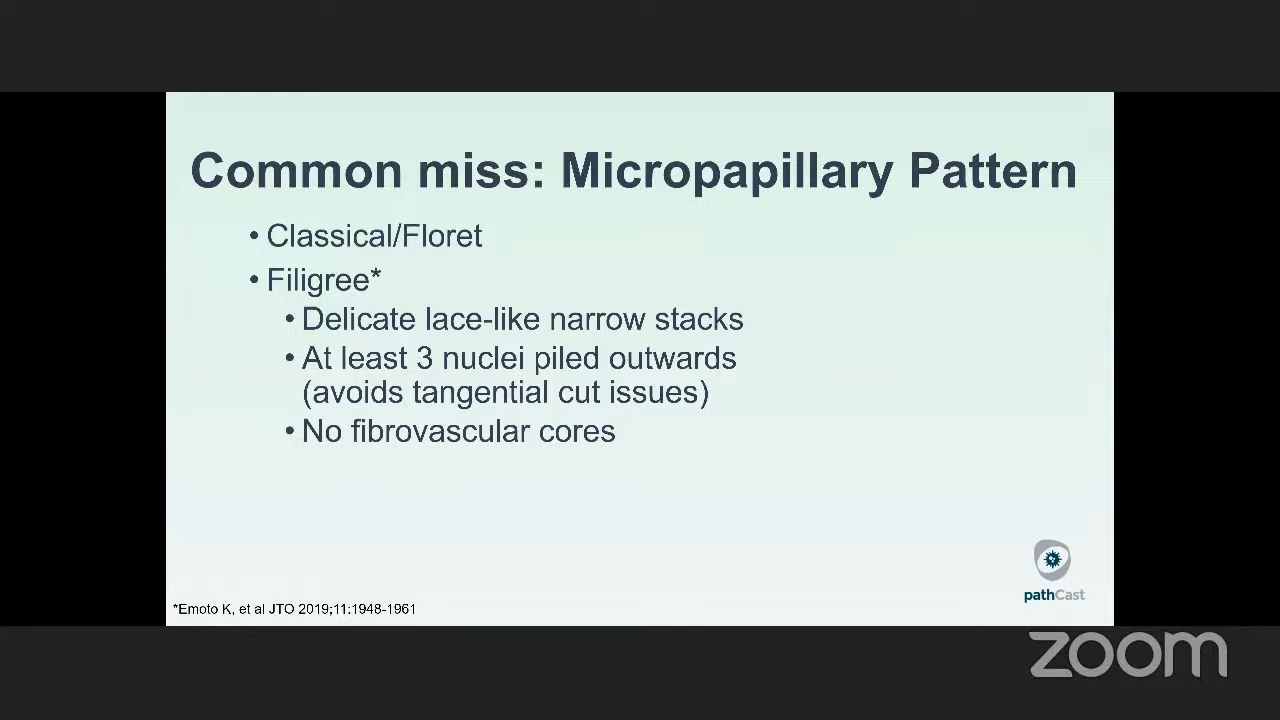 Common miss: Micropapillary Pattern
• Classical/Floret
• Filigree*
• Delicate lace-like narrow stacks
• At least 3 nuclei piled outwards
(avoids tangential cut issues)
• No fibrovascular cores
pathCast
*Emoto K, et al JTO 2019;11:1948-1961
zoom